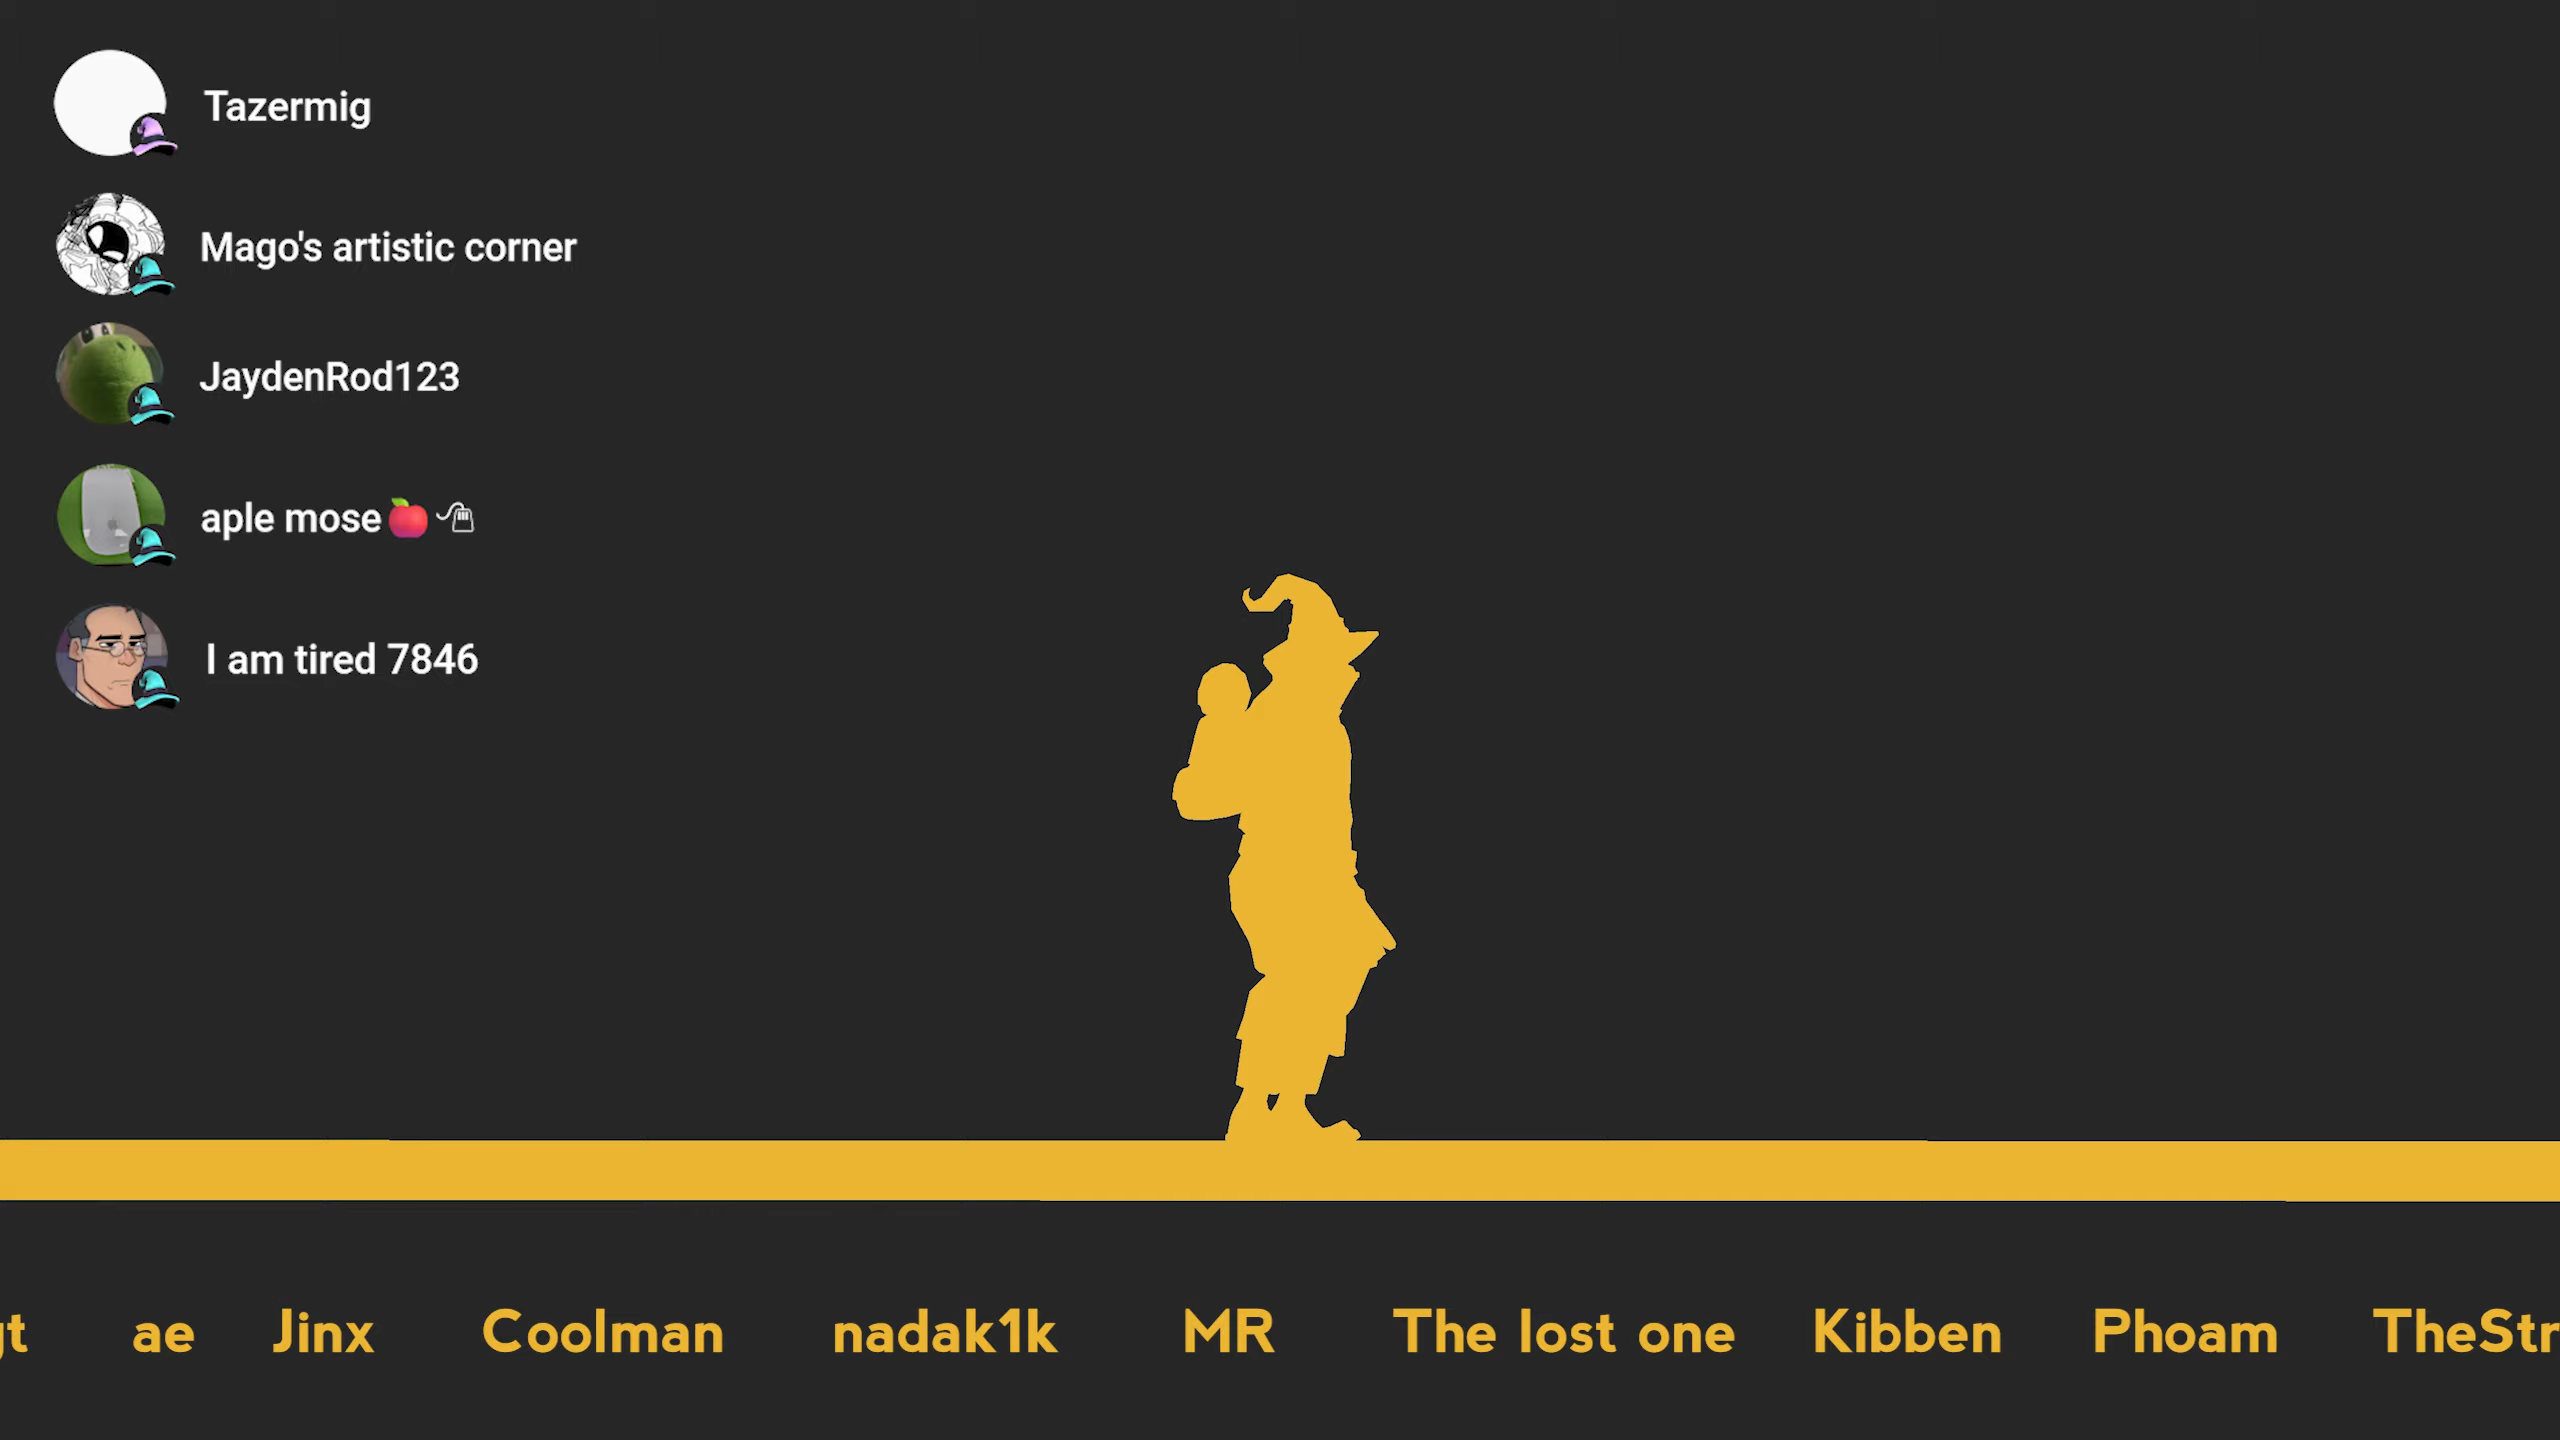 Tazermig
Mago's artistic corner
JaydenRod123
aple mose🍎🖰
I am tired 7846
ae Jinx Coolman nadak1k MR The lost one Kibben Phoam TheStr